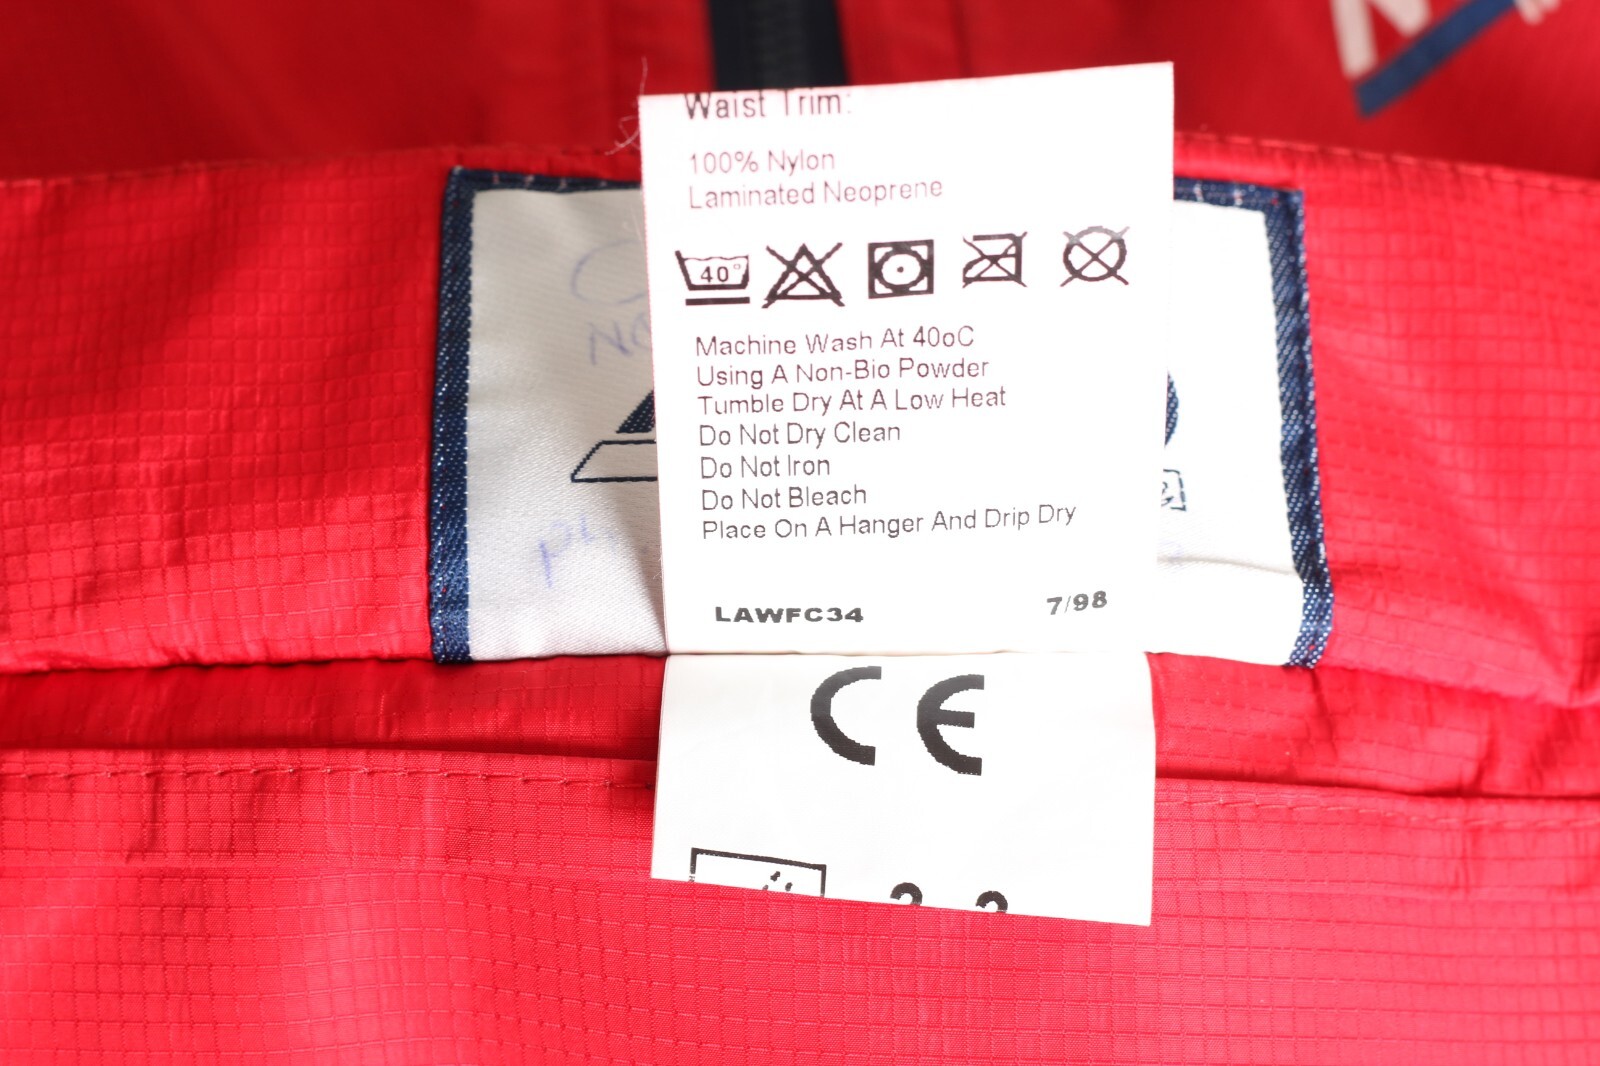 Waist Trim:
100% Nylon
Laminated Neoprene
40°
Machine Wash At 40oC
Using A Non-Bio Powder
Tumble Dry At A Low Heat
Do Not Dry Clean
Do Not Iron
Do Not Bleach
Place On A Hanger And Drip Dry
LAWFC34 7/98
CE